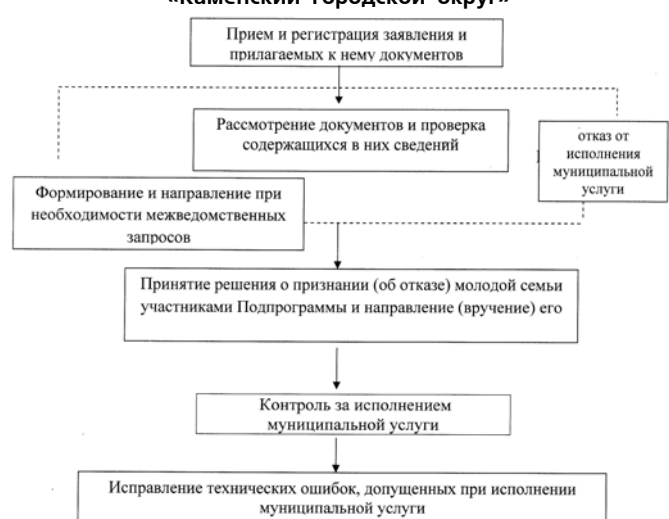 «Каменский городской округ»
Прием и регистрация заявления и
прилагаемых к нему документов
Рассмотрение документов и проверка
содержащихся в них сведений
отказ от
исполнения
муниципальной
услуги
Формирование и направление при
необходимости межведомственных
запросов
Принятие решения о признании (об отказе) молодой семьи
участниками Подпрограммы и направление (вручение) его
Контроль за исполнением
муниципальной услуги
Исправление технических ошибок, допущенных при исполнении
муниципальной услуги